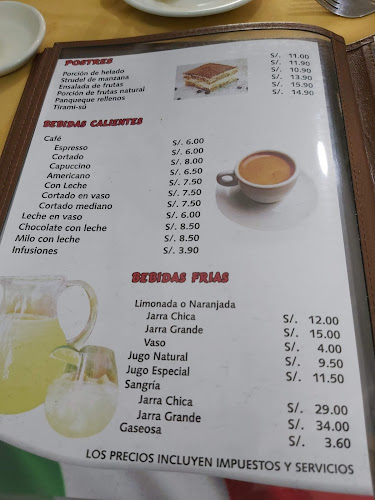 POSTRES
Porción de helado S/. 11.00
Strudel de manzana S/. 11.90
Ensalada de frutas S/. 10.90
Porción de frutas natural S/. 13.90
Panqueque rellenos S/. 15.90
Tirami-sú S/. 14.90
BEBIDAS CALIENTES
Café
Espresso S/. 6.00
Cortado S/. 6.00
Capuccino S/. 8.00
Americano S/. 6.50
Con Leche S/. 7.50
Cortado en vaso S/. 7.50
Cortado mediano S/. 7.50
Leche en vaso S/. 6.00
Chocolate con leche S/. 8.50
Milo con leche S/. 8.50
Infusiones S/. 3.90
BEBIDAS FRIAS
Limonada o Naranjada
Jarra Chica S/. 12.00
Jarra Grande S/. 15.00
Vaso S/. 4.00
Jugo Natural S/. 9.50
Jugo Especial S/. 11.50
Sangría
Jarra Chica S/. 29.00
Jarra Grande S/. 34.00
Gaseosa S/. 3.60
LOS PRECIOS INCLUYEN IMPUESTOS Y SERVICIOS